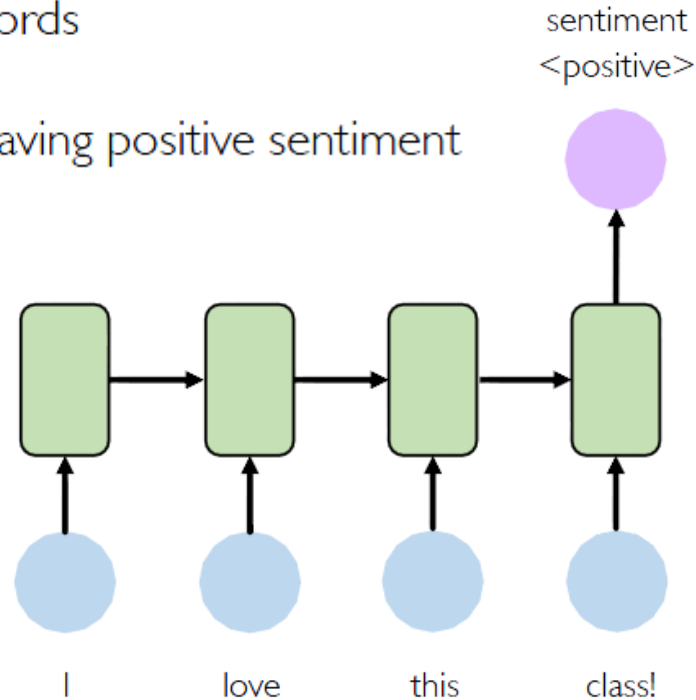 ords
sentiment
<positive>
aving positive sentiment
I
love
this
class!